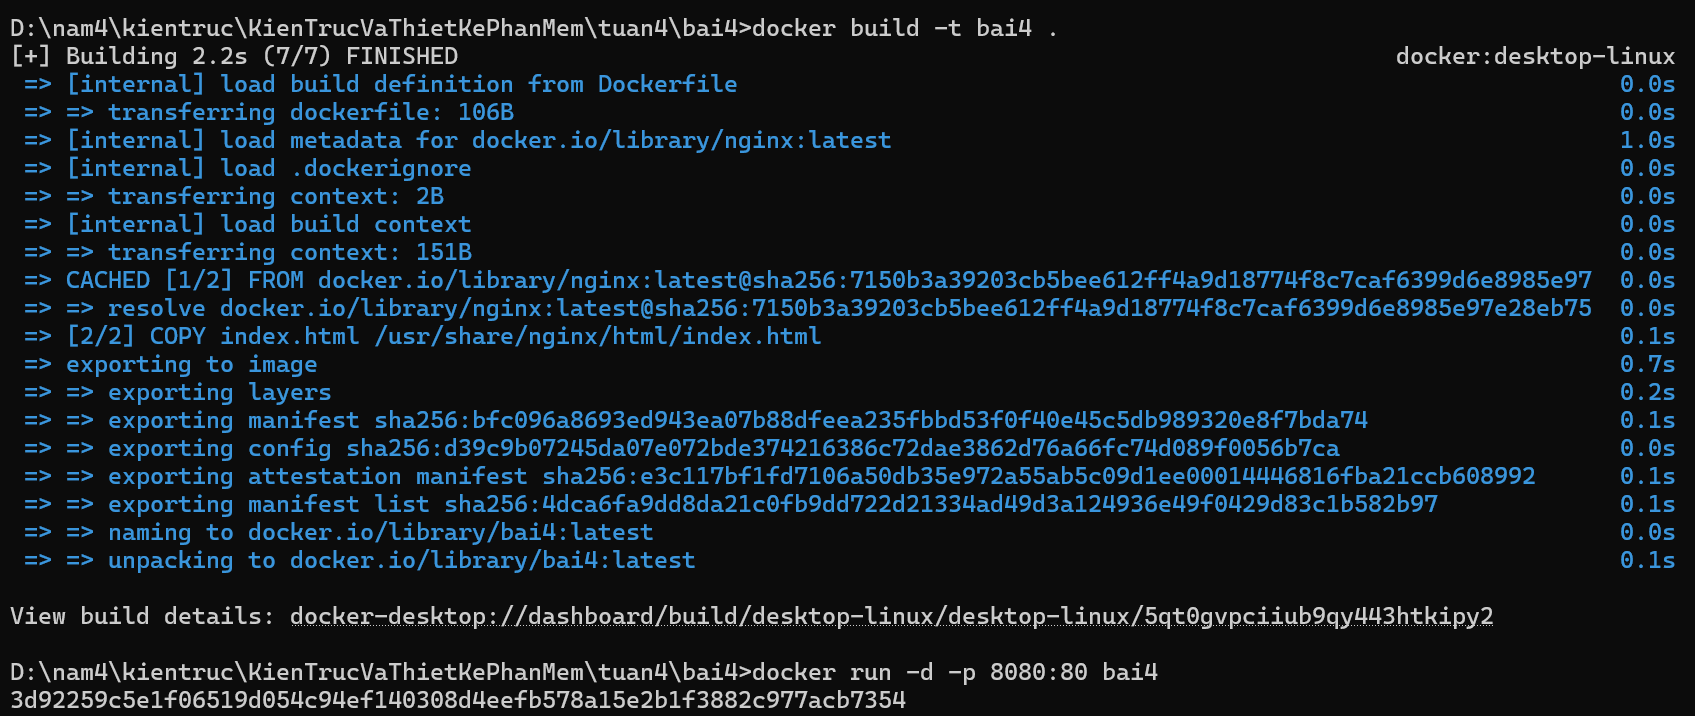 D:\nam4\kientruc\KienTrucVaThietKePhanMem\tuan4\bai4>docker build -t bai4 .
[+] Building 2.2s (7/7) FINISHED docker:desktop-linux
=> [internal] load build definition from Dockerfile 0.0s
=> => transferring dockerfile: 106B 0.0s
=> [internal] load metadata for docker.io/library/nginx:latest 1.0s
=> [internal] load .dockerignore 0.0s
=> => transferring context: 2B 0.0s
=> [internal] load build context 0.0s
=> => transferring context: 151B 0.0s
=> CACHED [1/2] FROM docker.io/library/nginx:latest@sha256:7150b3a39203cb5bee612ff4a9d18774f8c7caf6399d6e8985e97 0.0s
=> => resolve docker.io/library/nginx:latest@sha256:7150b3a39203cb5bee612ff4a9d18774f8c7caf6399d6e8985e97e28eb75 0.0s
=> [2/2] COPY index.html /usr/share/nginx/html/index.html 0.1s
=> exporting to image 0.7s
=> => exporting layers 0.2s
=> => exporting manifest sha256:bfc096a8693ed943ea07b88dfeea235fbbd53f0f40e45c5db989320e8f7bda74 0.1s
=> => exporting config sha256:d39c9b07245da07e072bde374216386c72dae3862d76a66fc74d089f0056b7ca 0.0s
=> => exporting attestation manifest sha256:e3c117bf1fd7106a50db35e972a55ab5c09d1ee00014446816fba21ccb608992 0.1s
=> => exporting manifest list sha256:4dca6fa9dd8da21c0fb9dd722d21334ad49d3a124936e49f0429d83c1b582b97 0.1s
=> => naming to docker.io/library/bai4:latest 0.0s
=> => unpacking to docker.io/library/bai4:latest 0.1s
View build details: docker-desktop://dashboard/build/desktop-linux/desktop-linux/5qt0gvpciiub9qy443htkipy2
D:\nam4\kientruc\KienTrucVaThietKePhanMem\tuan4\bai4>docker run -d -p 8080:80 bai4
3d92259c5e1f06519d054c94ef140308d4eefb578a15e2b1f3882c977acb7354